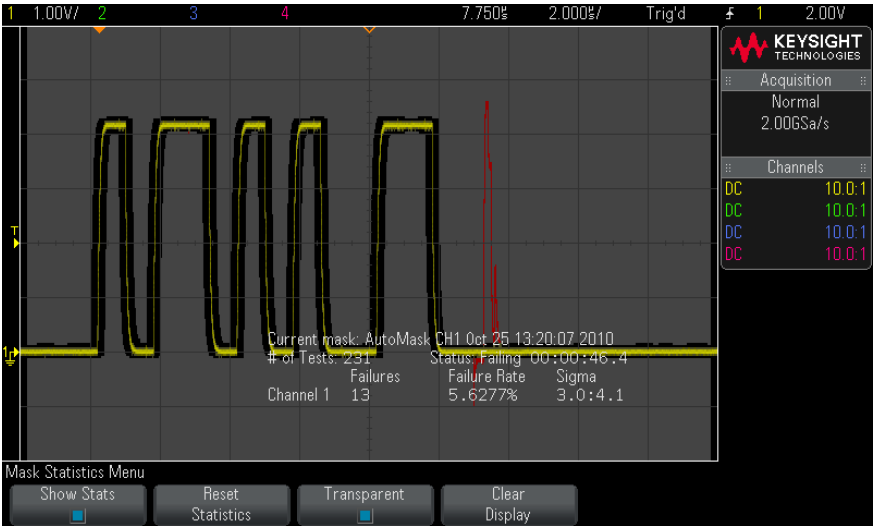 1 1.00V/ 2 3 4 7.750µs 2.000µs/ Trig'd 1 2.00V
KEYSIGHT
TECHNOLOGIES
Acquisition
Normal
2.00GSa/s
Channels
DC 10.0:1
DC 10.0:1
DC 10.0:1
DC 10.0:1
T
1
Current mask: AutoMask CH1 Oct 25 13:20:07 2010
# of Tests: 231 Status: Failing 00:00:46.4
Failures Failure Rate Sigma
Channel 1 13 5.6277% 3.0:4.1
Mask Statistics Menu
Show Stats Reset Statistics Transparent Clear Display